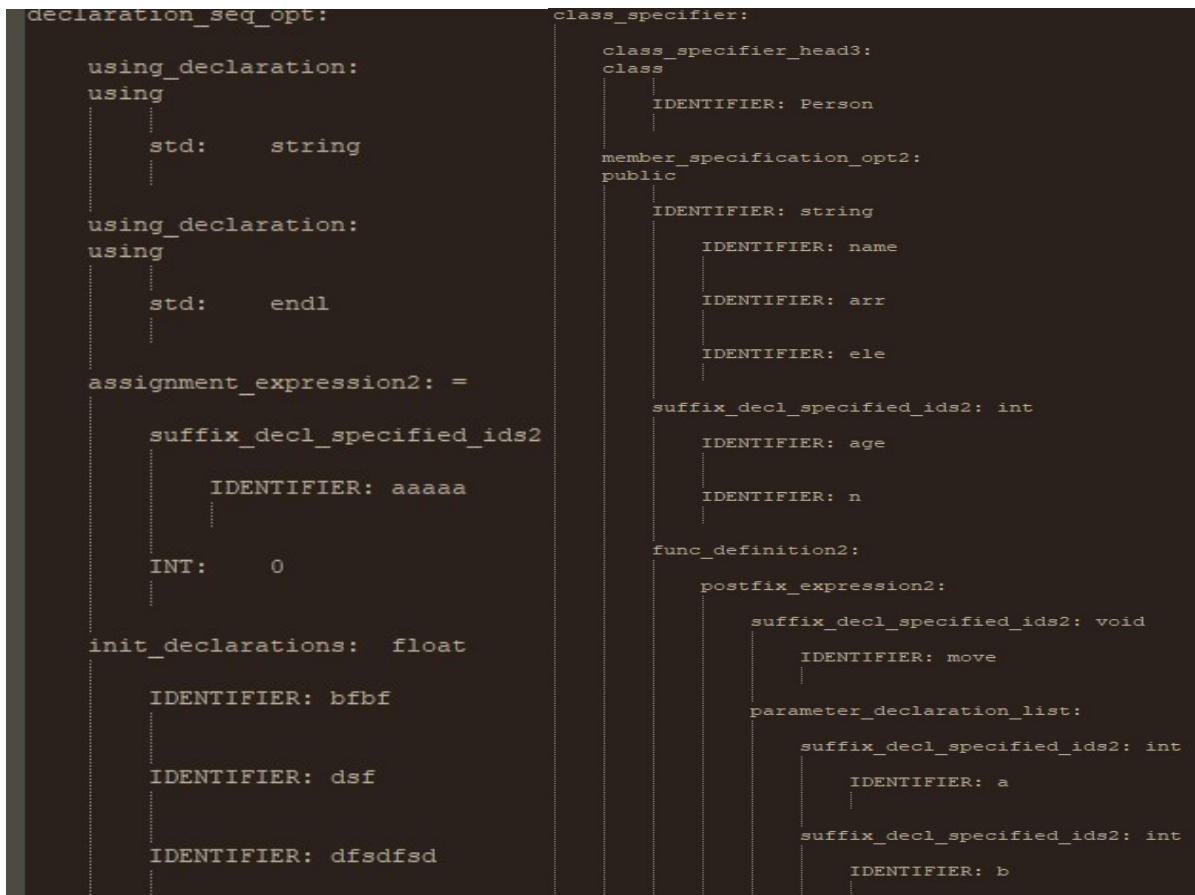 declaration_seq_opt:
using_declaration:
using
std: string
using_declaration:
using
std: endl
assignment_expression2: =
suffix_decl_specified_ids2
IDENTIFIER: aaaaa
INT: 0
init_declarations: float
IDENTIFIER: bfbf
IDENTIFIER: dsf
IDENTIFIER: dfsdfsd
class_specifier:
class_specifier_head3:
class
IDENTIFIER: Person
member_specification_opt2:
public
IDENTIFIER: string
IDENTIFIER: name
IDENTIFIER: arr
IDENTIFIER: ele
suffix_decl_specified_ids2: int
IDENTIFIER: age
IDENTIFIER: n
func_definition2:
postfix_expression2:
suffix_decl_specified_ids2: void
IDENTIFIER: move
parameter_declaration_list:
suffix_decl_specified_ids2: int
IDENTIFIER: a
suffix_decl_specified_ids2: int
IDENTIFIER: b